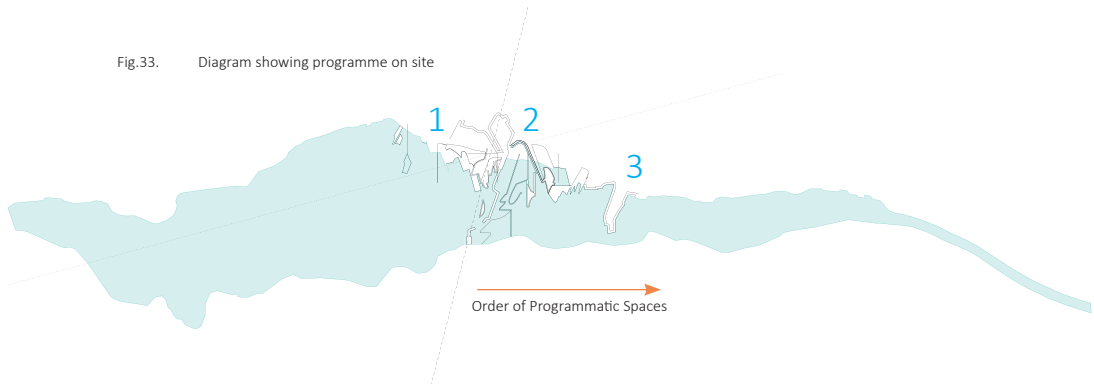 Fig.33. Diagram showing programme on site
1
2
3
Order of Programmatic Spaces